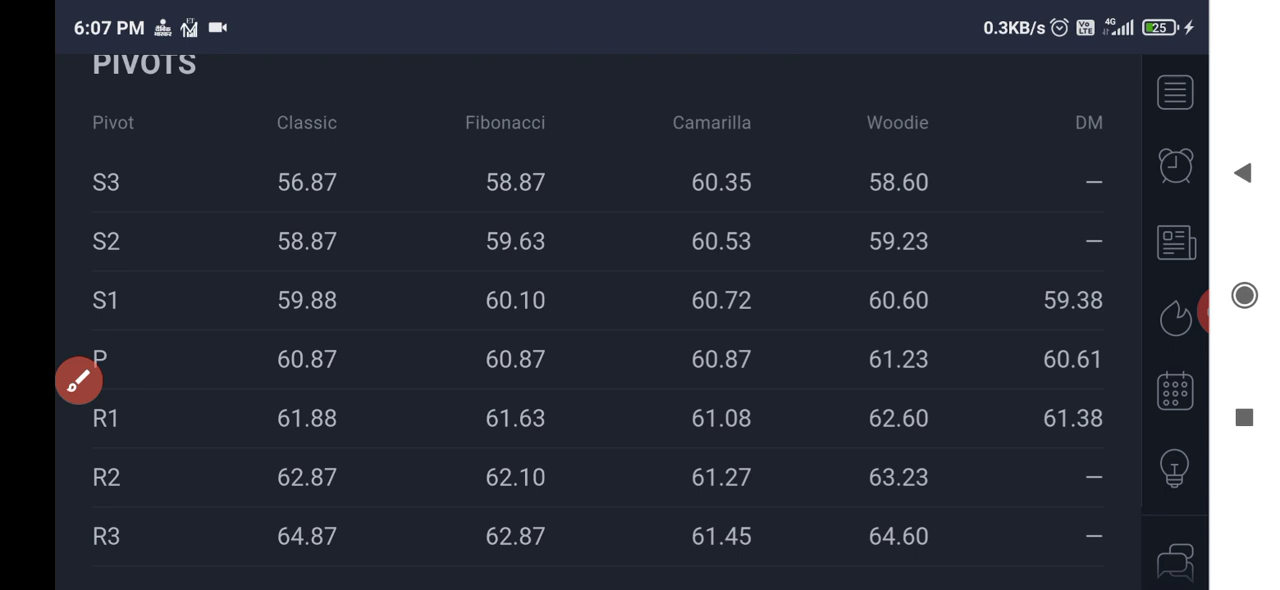 6:07 PM 0.3KB/s Vo LTE 4G 25
PIVOTS
Pivot Classic Fibonacci Camarilla Woodie DM
S3 56.87 58.87 60.35 58.60 —
S2 58.87 59.63 60.53 59.23 —
S1 59.88 60.10 60.72 60.60 59.38
P 60.87 60.87 60.87 61.23 60.61
R1 61.88 61.63 61.08 62.60 61.38
R2 62.87 62.10 61.27 63.23 —
R3 64.87 62.87 61.45 64.60 —